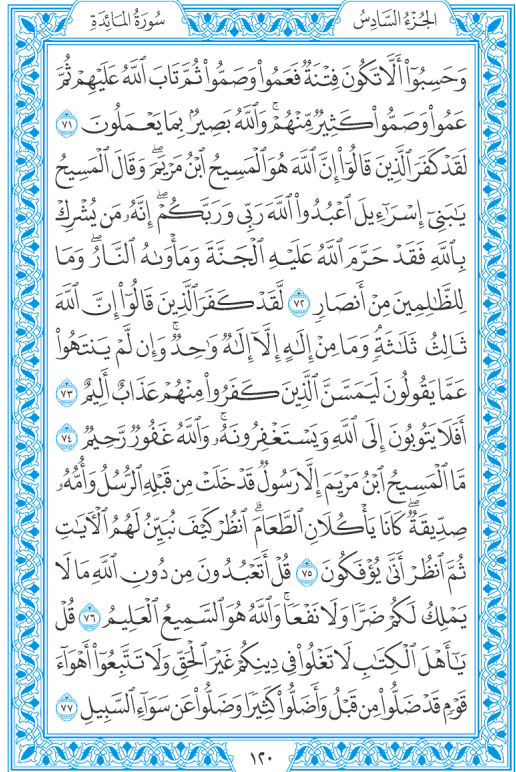 الجُزْءُ السَّادِسُ
سُورَةُ المَائِدَةِ
وَحَسِبُوٓاْ أَلَّا تَكُونَ فِتْنَةٌ فَعَمُواْ وَصَمُّواْ ثُمَّ تَابَ ٱللَّهُ عَلَيْهِمْ ثُمَّ
عَمُواْ وَصَمُّواْ كَثِيرٌ مِّنْهُمْۚ وَٱللَّهُ بَصِيرُۢ بِمَا يَعْمَلُونَ ٧١
لَقَدْ كَفَرَ ٱلَّذِينَ قَالُوٓاْ إِنَّ ٱللَّهَ هُوَ ٱلْمَسِيحُ ٱبْنُ مَرْيَمَۖ وَقَالَ ٱلْمَسِيحُ
يَٰبَنِيٓ إِسْرَٰٓءِيلَ ٱعْبُدُواْ ٱللَّهَ رَبِّي وَرَبَّكُمْۖ إِنَّهُۥ مَن يُشْرِكْ
بِٱللَّهِ فَقَدْ حَرَّمَ ٱللَّهُ عَلَيْهِ ٱلْجَنَّةَ وَمَأْوَىٰهُ ٱلنَّارُۖ وَمَا
لِلظَّٰلِمِينَ مِنْ أَنصَارٍ ٧٢ لَّقَدْ كَفَرَ ٱلَّذِينَ قَالُوٓاْ إِنَّ ٱللَّهَ
ثَالِثُ ثَلَٰثَةٍۘ وَمَا مِنْ إِلَٰهٍ إِلَّآ إِلَٰهٌ وَٰحِدٌۚ وَإِن لَّمْ يَنتَهُواْ
عَمَّا يَقُولُونَ لَيَمَسَّنَّ ٱلَّذِينَ كَفَرُواْ مِنْهُمْ عَذَابٌ أَلِيمٌ ٧٣
أَفَلَا يَتُوبُونَ إِلَى ٱللَّهِ وَيَسْتَغْفِرُونَهُۥۚ وَٱللَّهُ غَفُورٌ رَّحِيمٌ ٧٤
مَّا ٱلْمَسِيحُ ٱبْنُ مَرْيَمَ إِلَّا رَسُولٌ قَدْ خَلَتْ مِن قَبْلِهِ ٱلرُّسُلُ وَأُمُّهُۥ
صِدِّيقَةٌۖ كَانَا يَأْكُلَانِ ٱلطَّعَامَۗ ٱنظُرْ كَيْفَ نُبَيِّنُ لَهُمُ ٱلْأٓيَٰتِ
ثُمَّ ٱنظُرْ أَنَّىٰ يُؤْفَكُونَ ٧٥ قُلْ أَتَعْبُدُونَ مِن دُونِ ٱللَّهِ مَا لَا
يَمْلِكُ لَكُمْ ضَرًّا وَلَا نَفْعًاۚ وَٱللَّهُ هُوَ ٱلسَّمِيعُ ٱلْعَلِيمُ ٧٦ قُلْ
يَٰٓأَهْلَ ٱلْكِتَٰبِ لَا تَغْلُواْ فِي دِينِكُمْ غَيْرَ ٱلْحَقِّ وَلَا تَتَّبِعُوٓاْ أَهْوَآءَ
قَوْمٍ قَدْ ضَلُّواْ مِن قَبْلُ وَأَضَلُّواْ كَثِيرًا وَضَلُّواْ عَن سَوَآءِ ٱلسَّبِيلِ ٧٧
١٢٠